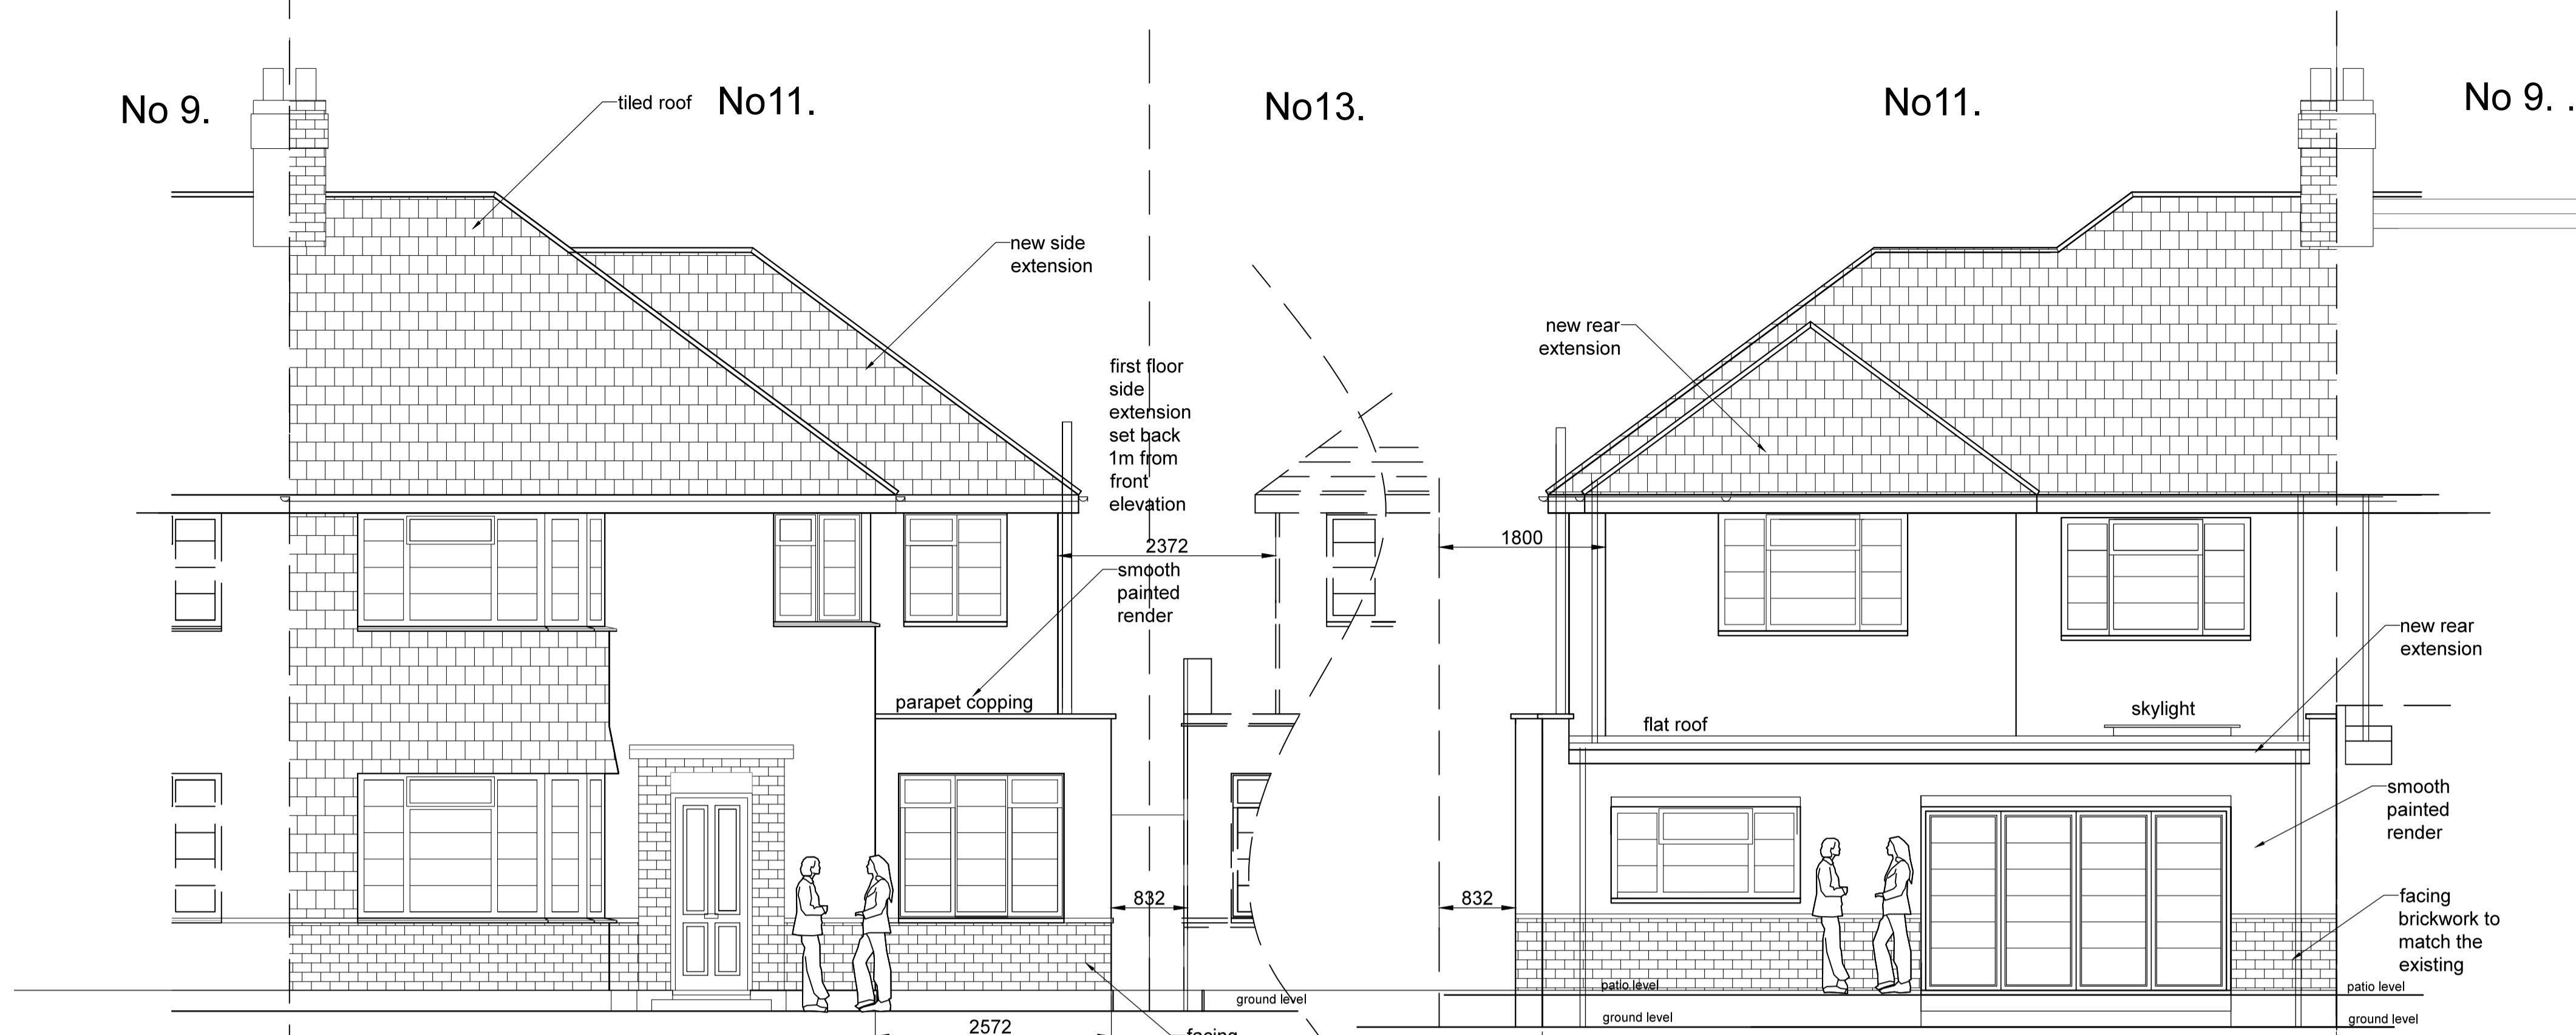 No 9.
No11.
No13.
No11.
No 9. .
tiled roof
new side
extension
first floor
side
extension
set back
1m from
front
elevation
2372
smooth
painted
render
parapet copping
832
ground level
2572
facing
new rear
extension
1800
new rear
extension
flat roof
skylight
smooth
painted
render
832
facing
brickwork to
match the
existing
patio level
patio level
ground level
ground level